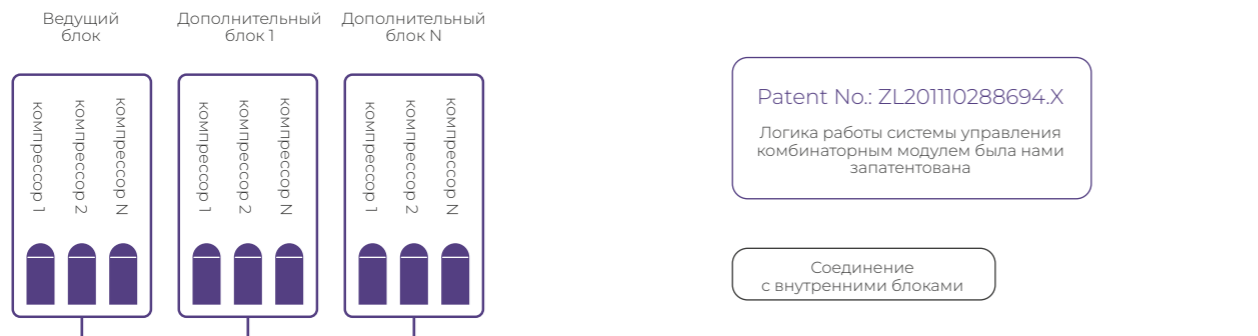 Ведущий
блок
Дополнительный
блок 1
Дополнительный
блок N
компрессор 1
компрессор 2
компрессор N
компрессор 1
компрессор 2
компрессор N
компрессор 1
компрессор 2
компрессор N
Patent No.: ZL201110288694.X
Логика работы системы управления
комбинаторным модулем была нами
запатентована
Соединение
с внутренними блоками